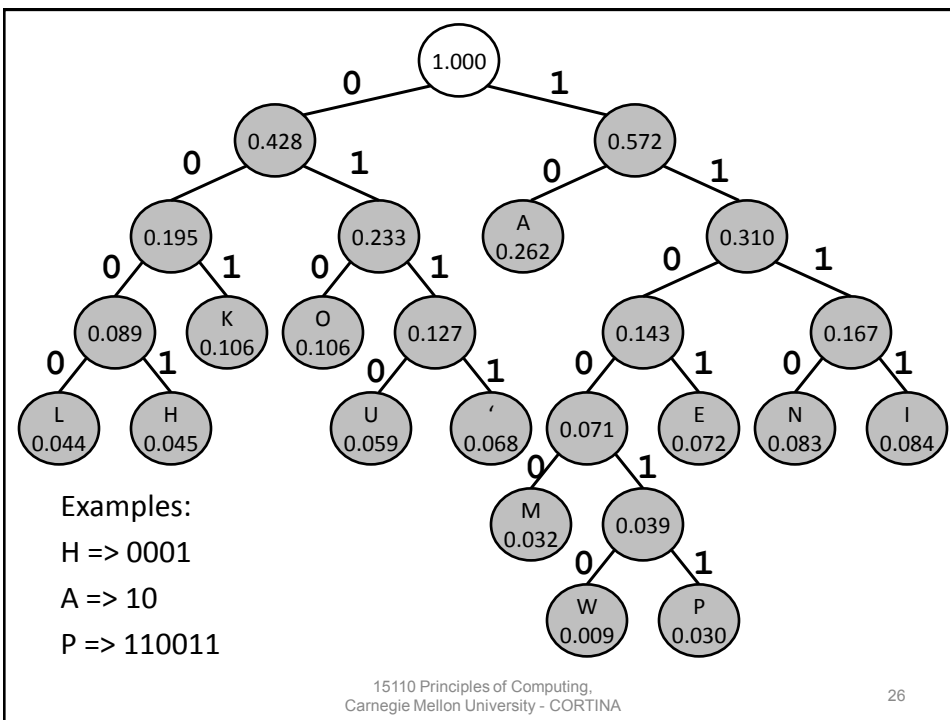 1.000
0 1
0.428 0.572
0 1 0 1
0.195 0.233 A 0.310
0.262
0 1 0 1 0 1
0.089 K O 0.127 0.143 0.167
0.106 0.106
0 1 0 1 0 1 0 1
L H U ‘ 0.071 E N I
0.044 0.045 0.059 0.068 0.072 0.083 0.084
0 1
M 0.039
0.032
0 1
W P
0.009 0.030
Examples:
H => 0001
A => 10
P => 110011
15110 Principles of Computing,
Carnegie Mellon University - CORTINA
26